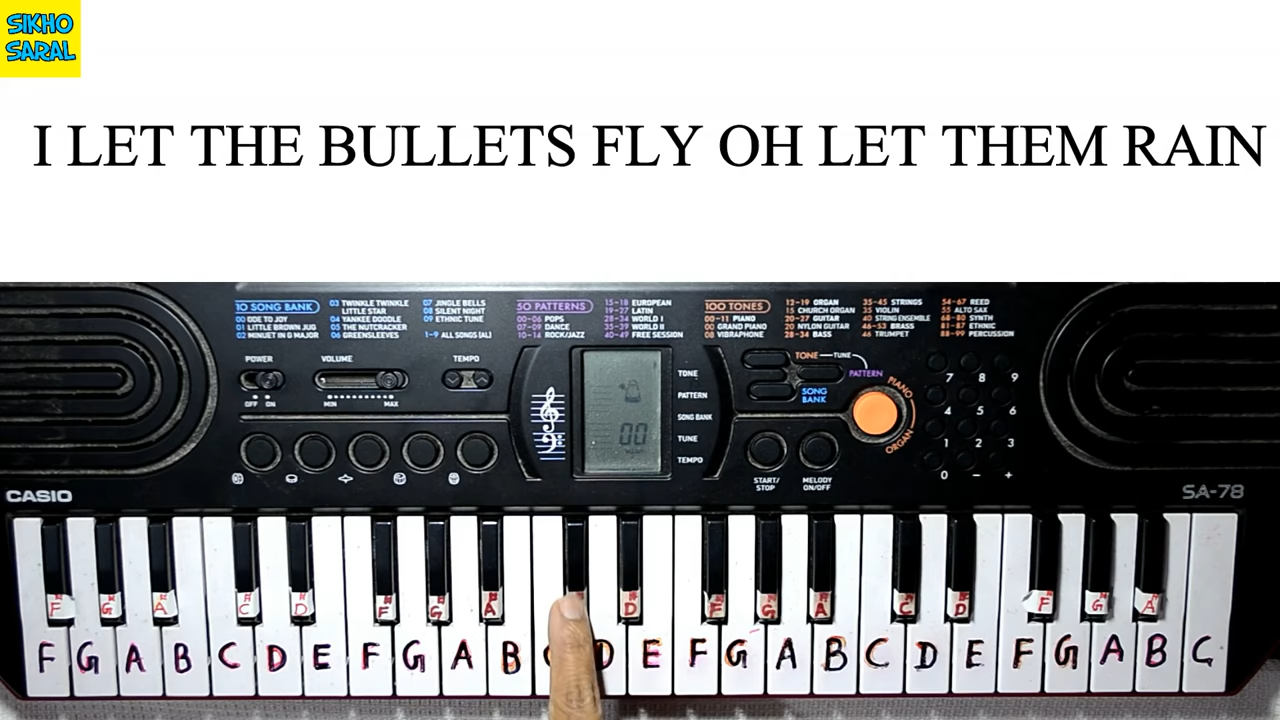 SIKHO
SARAL
I LET THE BULLETS FLY OH LET THEM RAIN
10 SONG BANK
00 ODE TO JOY
01 LITTLE BROWN JUG
02 MINUET IN G MAJOR
03 TWINKLE TWINKLE
LITTLE STAR
04 YANKEE DOODLE
05 THE NUTCRACKER
06 GREENSLEEVES
07 JINGLE BELLS
08 SILENT NIGHT
09 ETHNIC TUNE
1-9 ALL SONGS (AL)
50 PATTERNS
00-06 POPS
07-09 DANCE
10-14 ROCK/JAZZ
15-18 EUROPEAN
19-27 LATIN
28-34 WORLD I
35-39 WORLD II
40-49 FREE SESSION
100 TONES
00-11 PIANO
00 GRAND PIANO
08 VIBRAPHONE
12-19 ORGAN
15 CHURCH ORGAN
20-27 GUITAR
20 NYLON GUITAR
28-34 BASS
35-45 STRINGS
35 VIOLIN
40 STRING ENSEMBLE
46-53 BRASS
46 TRUMPET
54-67 REED
55 ALTO SAX
68-80 SYNTH
81-87 ETHNIC
88-99 PERCUSSION
POWER
OFF ON
VOLUME
MIN MAX
TEMPO
00
TONE
PATTERN
SONG BANK
TUNE
TEMPO
TONE TUNE
PATTERN
SONG
BANK
PIANO
ORGAN
START/
STOP
MELODY
ON/OFF
7 8 9
4 5 6
1 2 3
0 - +
CASIO
SA-78
F G A C D F G A D F G A C D F G A
F G A B C D E F G A B D E F G A B C D E F G A B C